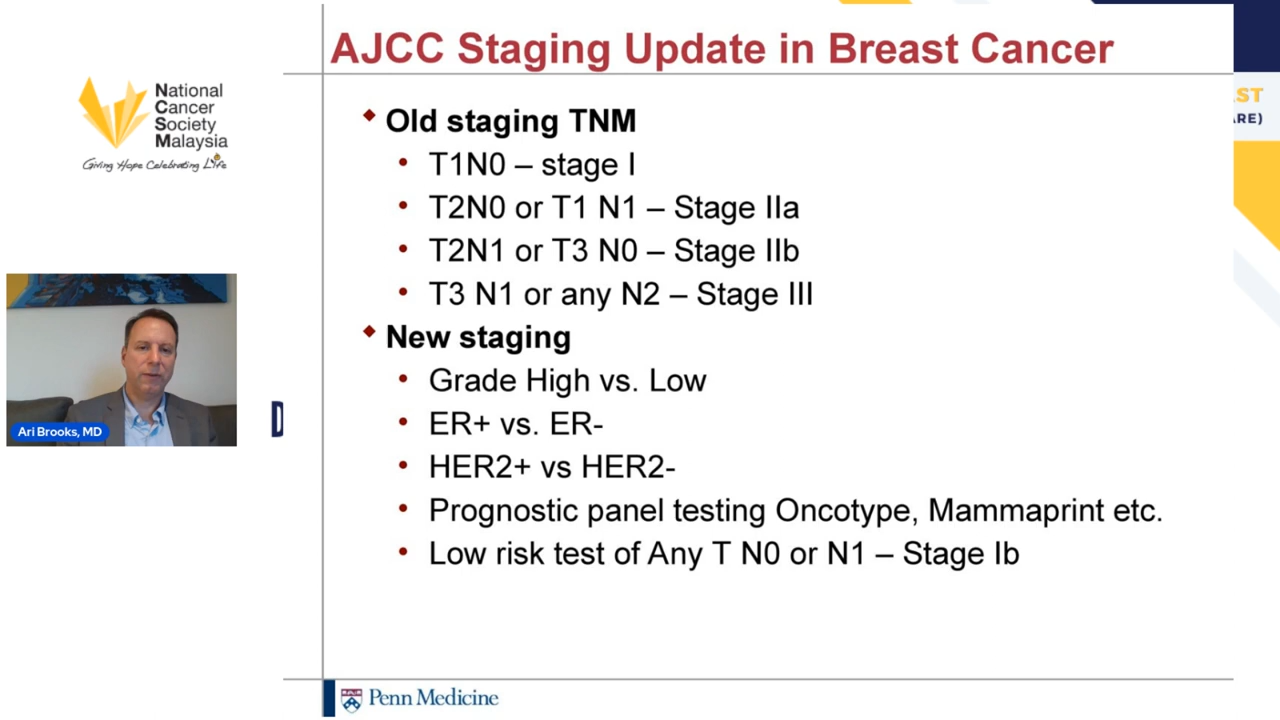 AJCC Staging Update in Breast Cancer
National
Cancer
Society
Malaysia
Giving Hope Celebrating Life
Old staging TNM
T1N0 – stage I
T2N0 or T1 N1 – Stage IIa
T2N1 or T3 N0 – Stage IIb
T3 N1 or any N2 – Stage III
New staging
Grade High vs. Low
ER+ vs. ER-
HER2+ vs HER2-
Prognostic panel testing Oncotype, Mammaprint etc.
Low risk test of Any T N0 or N1 – Stage Ib
Ari Brooks, MD
D
ST
RE)
Penn Medicine